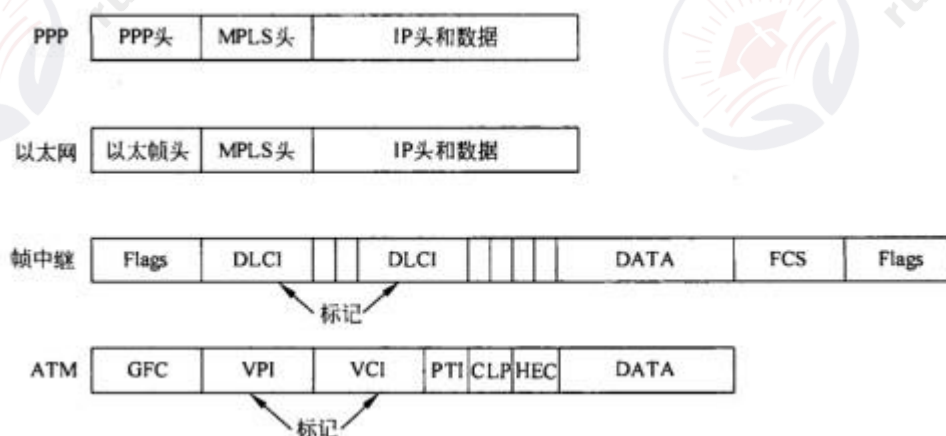 PPP PPP头 MPLS头 IP头和数据
以太网 以太帧头 MPLS头 IP头和数据
帧中继 Flags DLCI DLCI DATA FCS Flags
标记
ATM GFC VPI VCI PTI CLP HEC DATA
标记